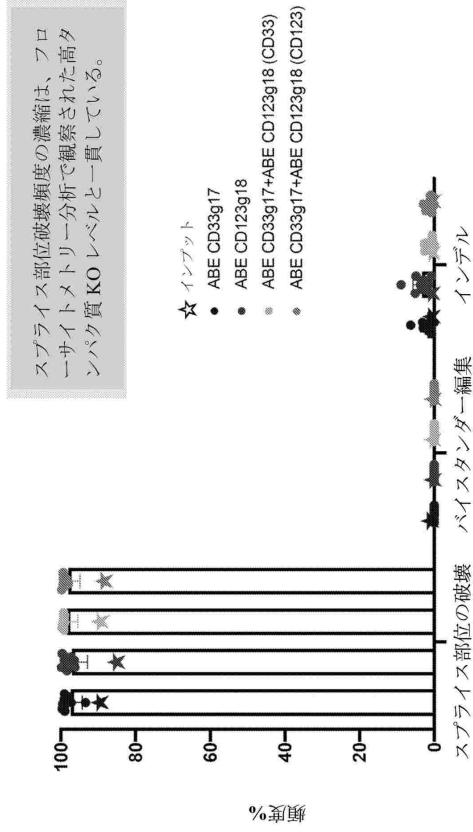 スプライス部位破壊頻度の濃縮は、フロ
ーサイトメトリー分析で観察された高タ
ンパク質 KO レベルと一貫している。
インプット
ABE CD33g17
ABE CD123g18
ABE CD33g17+ABE CD123g18 (CD33)
ABE CD33g17+ABE CD123g18 (CD123)
頻度%
100
80
60
40
20
0
スプライス部位の破壊
バイスタンダー編集
インデル